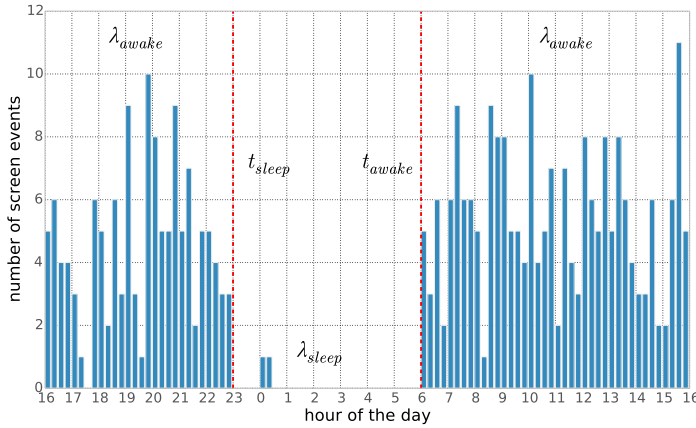 12
10
8
6
4
2
0
number of screen events
λawake
λawake
tsleep
tawake
λsleep
16 17 18 19 20 21 22 23 0 1 2 3 4 5 6 7 8 9 10 11 12 13 14 15 16
hour of the day